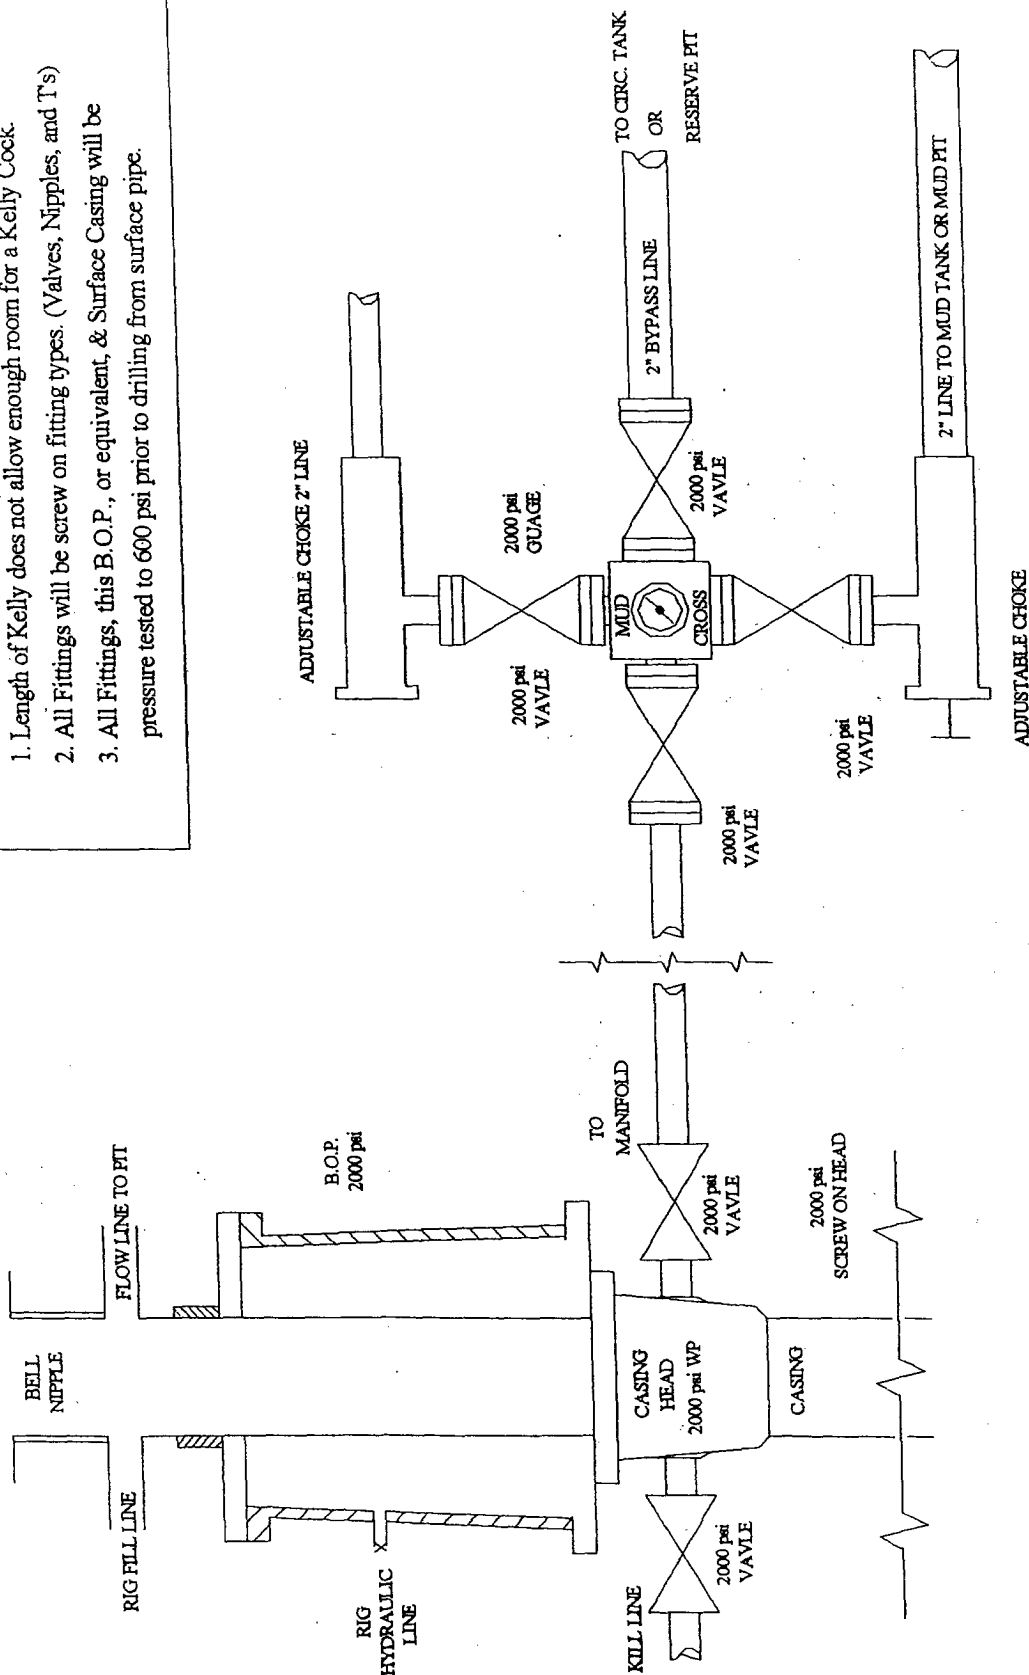 1. Length of Kelly does not allow enough room for a Kelly Cock.
2. All Fittings will be screw on fitting types. (Valves, Nipples, and T's)
3. All Fittings, this B.O.P., or equivalent, & Surface Casing will be
pressure tested to 600 psi prior to drilling from surface pipe.
BELL
NIPPLE
RIG FILL LINE
FLOW LINE TO PIT
B.O.P.
2000 psi
RIG
HYDRAULIC
LINE
CASING
HEAD
2000 psi WP
KILL LINE
2000 psi
VAVLE
2000 psi
VAVLE
TO
MANIFOLD
CASING
2000 psi
SCREW ON HEAD
ADJUSTABLE CHOKE 2" LINE
2000 psi
VAVLE
2000 psi
GUAGE
MUD
CROSS
2000 psi
VAVLE
2000 psi
VAVLE
2" BYPASS LINE
TO CIRC. TANK
OR
RESERVE PIT
2000 psi
VAVLE
2" LINE TO MUD TANK OR MUD PIT
ADJUSTABLE CHOKE